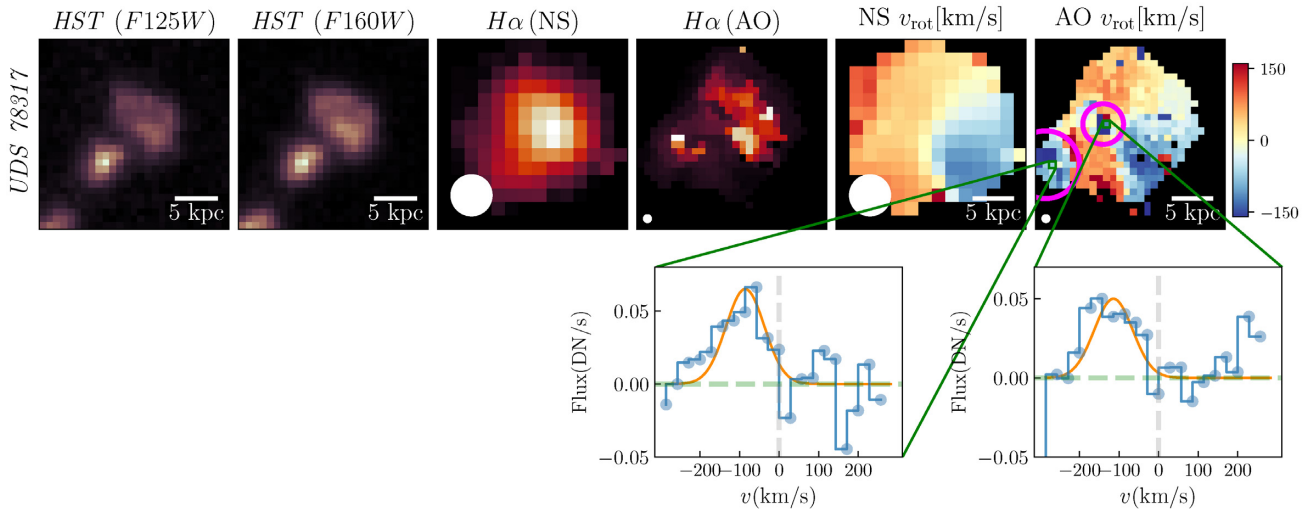 HST (F125W)
HST (F160W)
Hα (NS)
Hα (AO)
NS v_rot[km/s]
AO v_rot[km/s]
UDS 78317
5 kpc
5 kpc
5 kpc
5 kpc
150
0
−150
Flux(DN/s)
0.05
0.00
−0.05
−200
−100
0
100
200
v(km/s)
Flux(DN/s)
0.05
0.00
−0.05
−200
−100
0
100
200
v(km/s)